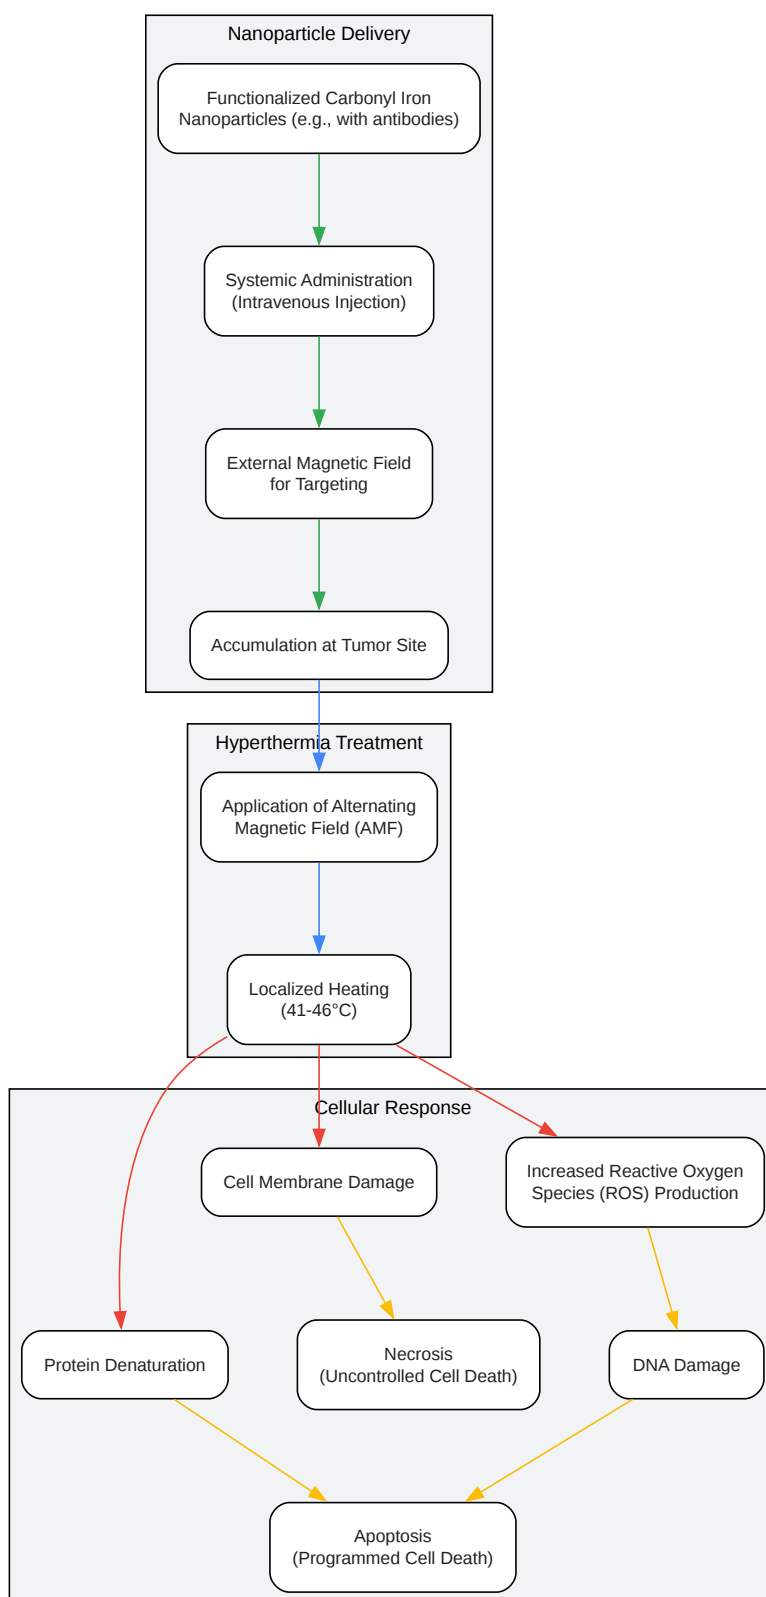 Nanoparticle Delivery
Functionalized Carbonyl Iron
Nanoparticles (e.g., with antibodies)
Systemic Administration
(Intravenous Injection)
External Magnetic Field
for Targeting
Accumulation at Tumor Site
Hyperthermia Treatment
Application of Alternating
Magnetic Field (AMF)
Localized Heating
(41-46°C)
Cellular Response
Cell Membrane Damage
Increased Reactive Oxygen
Species (ROS) Production
Protein Denaturation
Necrosis
(Uncontrolled Cell Death)
DNA Damage
Apoptosis
(Programmed Cell Death)